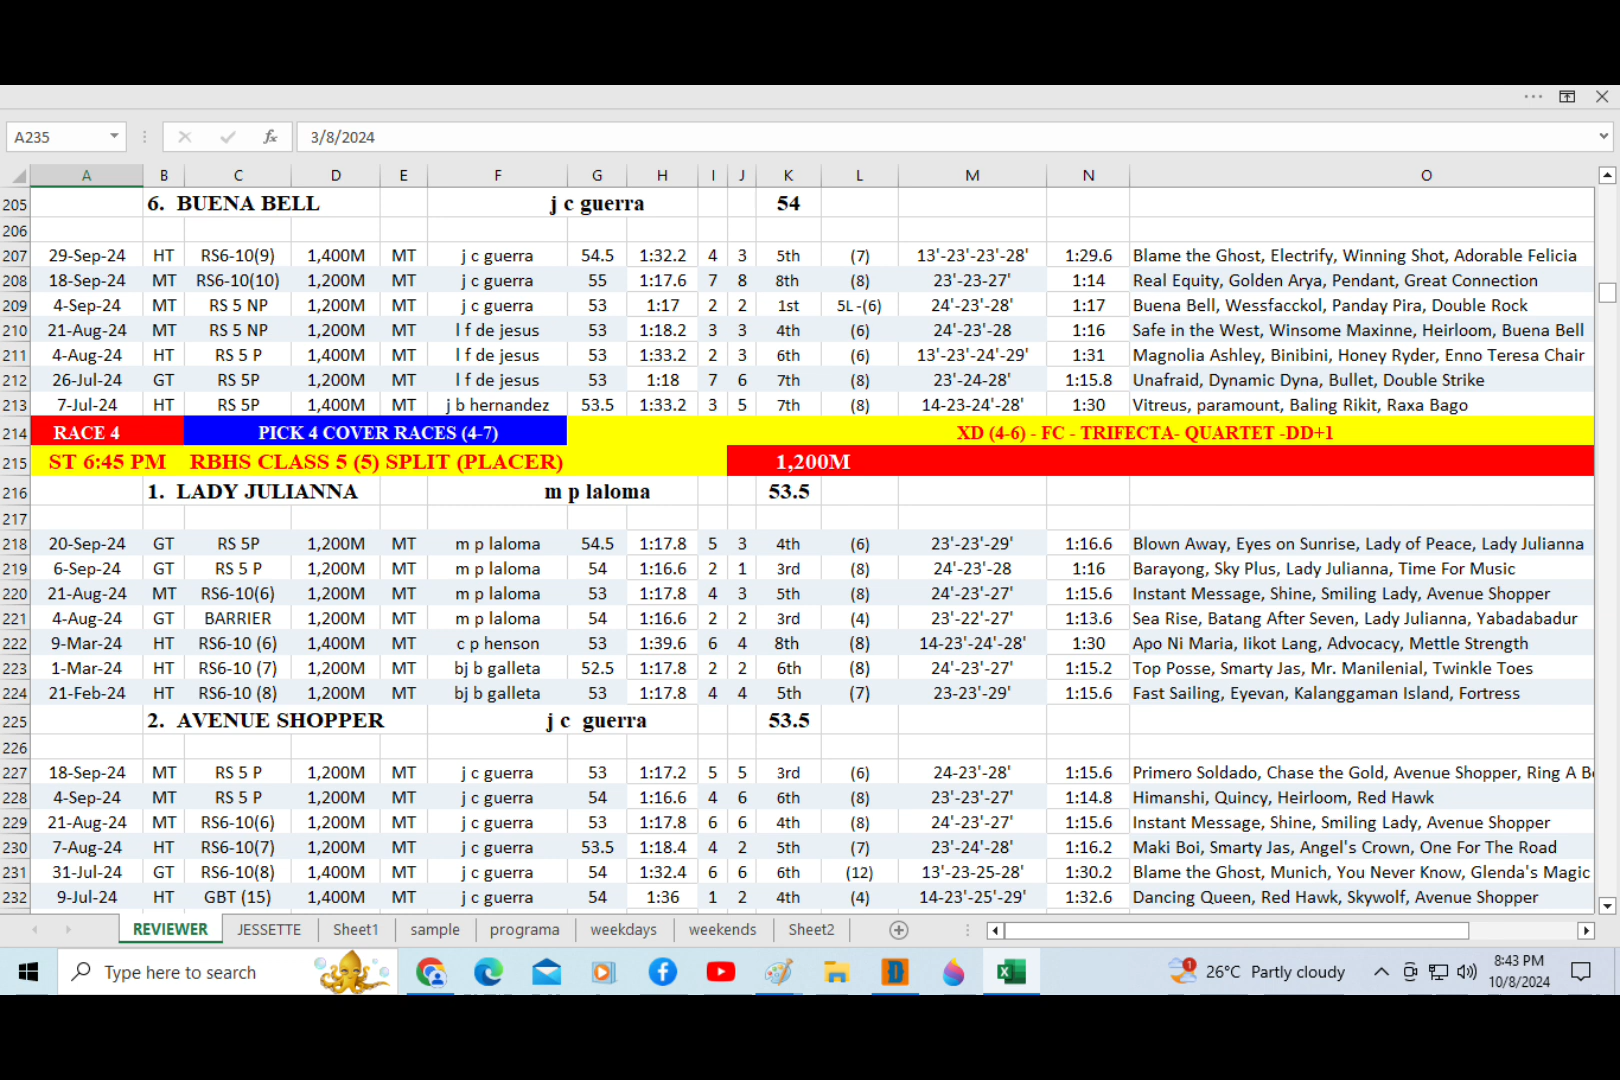 A235 fx 3/8/2024
A B C D E F G H I J K L M N O
205 6. BUENA BELL j c guerra 54
206
207 29-Sep-24 HT RS6-10(9) 1,400M MT j c guerra 54.5 1:32.2 4 3 5th (7) 13'-23'-23'-28' 1:29.6 Blame the Ghost, Electrify, Winning Shot, Adorable Felicia
208 18-Sep-24 MT RS6-10(10) 1,200M MT j c guerra 55 1:17.6 7 8 8th (8) 23'-23-27' 1:14 Real Equity, Golden Arya, Pendant, Great Connection
209 4-Sep-24 MT RS 5 NP 1,200M MT j c guerra 53 1:17 2 2 1st 5L -(6) 24'-23'-28' 1:17 Buena Bell, Wessfacckol, Panday Pira, Double Rock
210 21-Aug-24 MT RS 5 NP 1,200M MT l f de jesus 53 1:18.2 3 3 4th (6) 24'-23'-28 1:16 Safe in the West, Winsome Maxinne, Heirloom, Buena Bell
211 4-Aug-24 HT RS 5 P 1,400M MT l f de jesus 53 1:33.2 2 3 6th (6) 13'-23'-24'-29' 1:31 Magnolia Ashley, Binibini, Honey Ryder, Enno Teresa Chair
212 26-Jul-24 GT RS 5P 1,200M MT l f de jesus 53 1:18 7 6 7th (8) 23'-24-28' 1:15.8 Unafraid, Dynamic Dyna, Bullet, Double Strike
213 7-Jul-24 HT RS 5P 1,400M MT j b hernandez 53.5 1:33.2 3 5 7th (8) 14-23-24'-28' 1:30 Vitreus, paramount, Baling Rikit, Raxa Bago
214 RACE 4 PICK 4 COVER RACES (4-7) XD (4-6) - FC - TRIFECTA- QUARTET -DD+1
215 ST 6:45 PM RBHS CLASS 5 (5) SPLIT (PLACER) 1,200M
216 1. LADY JULIANNA m p laloma 53.5
217
218 20-Sep-24 GT RS 5P 1,200M MT m p laloma 54.5 1:17.8 5 3 4th (6) 23'-23'-29' 1:16.6 Blown Away, Eyes on Sunrise, Lady of Peace, Lady Julianna
219 6-Sep-24 GT RS 5 P 1,200M MT m p laloma 54 1:16.6 2 1 3rd (8) 24'-23'-28 1:16 Barayong, Sky Plus, Lady Julianna, Time For Music
220 21-Aug-24 MT RS6-10(6) 1,200M MT m p laloma 53 1:17.8 4 3 5th (8) 24'-23-27' 1:15.6 Instant Message, Shine, Smiling Lady, Avenue Shopper
221 4-Aug-24 GT BARRIER 1,200M MT m p laloma 54 1:16.6 2 2 3rd (4) 23'-22'-27' 1:13.6 Sea Rise, Batang After Seven, Lady Julianna, Yabadabadur
222 9-Mar-24 HT RS6-10 (6) 1,400M MT c p henson 53 1:39.6 6 4 8th (8) 14-23'-24'-28' 1:30 Apo Ni Maria, Iikot Lang, Advocacy, Mettle Strength
223 1-Mar-24 HT RS6-10 (7) 1,200M MT bj b galleta 52.5 1:17.8 2 2 6th (8) 24'-23'-27' 1:15.2 Top Posse, Smarty Jas, Mr. Manilenial, Twinkle Toes
224 21-Feb-24 HT RS6-10 (8) 1,200M MT bj b galleta 53 1:17.8 4 4 5th (7) 23-23'-29' 1:15.6 Fast Sailing, Eyevan, Kalanggaman Island, Fortress
225 2. AVENUE SHOPPER j c guerra 53.5
226
227 18-Sep-24 MT RS 5 P 1,200M MT j c guerra 53 1:17.2 5 5 3rd (6) 24-23'-28' 1:15.6 Primero Soldado, Chase the Gold, Avenue Shopper, Ring A Be
228 4-Sep-24 MT RS 5 P 1,200M MT j c guerra 54 1:16.6 4 6 6th (8) 23'-23'-27' 1:14.8 Himanshi, Quincy, Heirloom, Red Hawk
229 21-Aug-24 MT RS6-10(6) 1,200M MT j c guerra 53 1:17.8 6 6 4th (8) 24'-23'-27' 1:15.6 Instant Message, Shine, Smiling Lady, Avenue Shopper
230 7-Aug-24 HT RS6-10(7) 1,200M MT j c guerra 53.5 1:18.4 4 2 5th (7) 23'-24'-28' 1:16.2 Maki Boi, Smarty Jas, Angel's Crown, One For The Road
231 31-Jul-24 GT RS6-10(8) 1,400M MT j c guerra 54 1:32.4 6 6 6th (12) 13'-23-25-28' 1:30.2 Blame the Ghost, Munich, You Never Know, Glenda's Magic
232 9-Jul-24 HT GBT (15) 1,400M MT j c guerra 54 1:36 1 2 4th (4) 14-23'-25'-29' 1:32.6 Dancing Queen, Red Hawk, Skywolf, Avenue Shopper
REVIEWER JESSETTE Sheet1 sample programa weekdays weekends Sheet2
Type here to search 1 26°C Partly cloudy 8:43 PM
10/8/2024